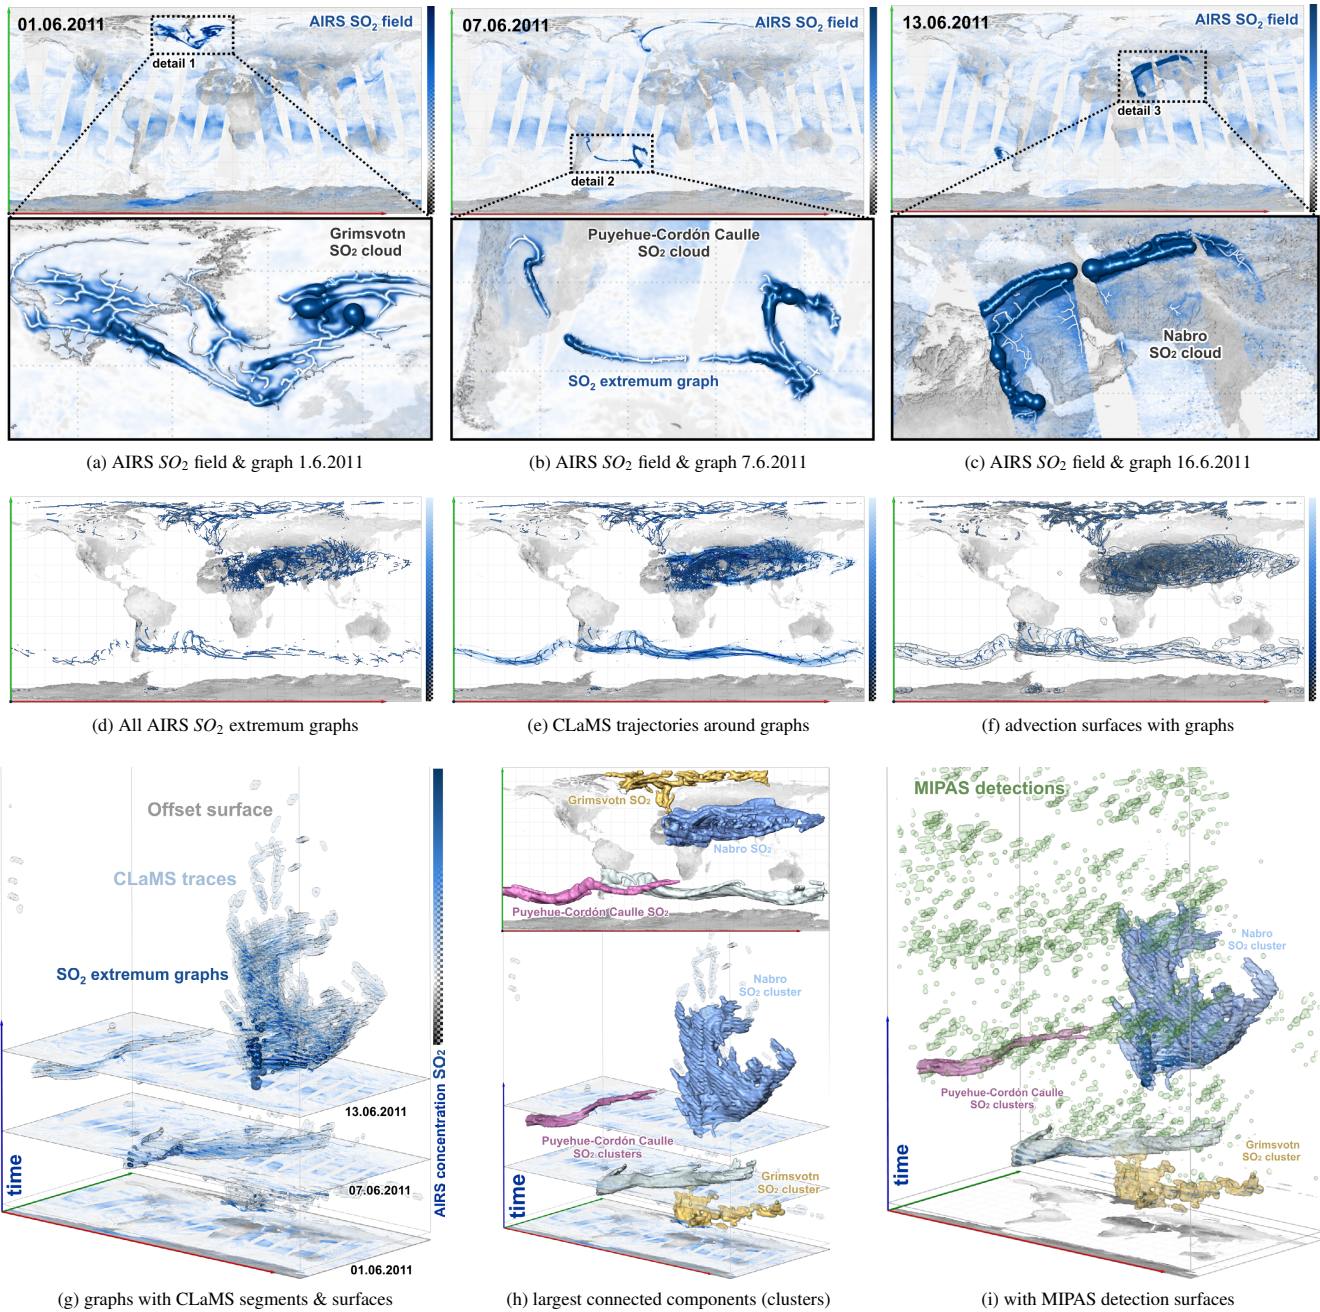 01.06.2011
AIRS SO2 field
detail 1
Grimsvotn
SO2 cloud
(a) AIRS SO2 field & graph 1.6.2011
07.06.2011
AIRS SO2 field
detail 2
Puyehue-Cordón Caulle
SO2 cloud
SO2 extremum graph
(b) AIRS SO2 field & graph 7.6.2011
13.06.2011
AIRS SO2 field
detail 3
Nabro
SO2 cloud
(c) AIRS SO2 field & graph 16.6.2011
(d) All AIRS SO2 extremum graphs
(e) CLaMS trajectories around graphs
(f) advection surfaces with graphs
Offset surface
CLaMS traces
SO2 extremum graphs
13.06.2011
07.06.2011
01.06.2011
time
AIRS concentration SO2
(g) graphs with CLaMS segments & surfaces
Grimsvotn SO2
Nabro SO2
Puyehue-Cordón Caulle SO2
Nabro
SO2 cluster
Puyehue-Cordón Caulle
SO2 clusters
Grimsvotn
SO2 cluster
time
(h) largest connected components (clusters)
MIPAS detections
Nabro
SO2 cluster
Puyehue-Cordón Caulle
SO2 clusters
Grimsvotn
SO2 cluster
time
(i) with MIPAS detection surfaces